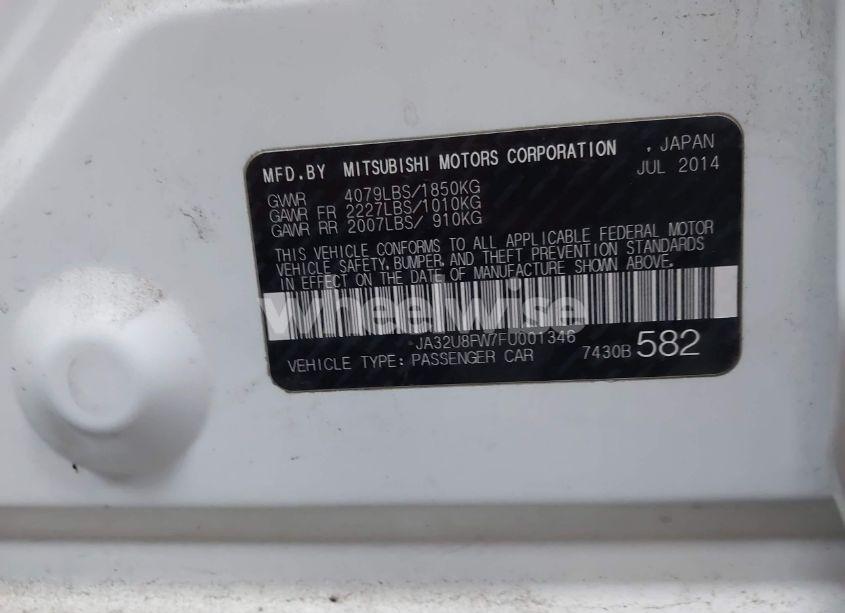 MFD.BY MITSUBISHI MOTORS CORPORATION , JAPAN
JUL 2014
GVWR 4079LBS/1850KG
GAWR FR 2227LBS/1010KG
GAWR RR 2007LBS/ 910KG
THIS VEHICLE CONFORMS TO ALL APPLICABLE FEDERAL MOTOR
VEHICLE SAFETY, BUMPER, AND THEFT PREVENTION STANDARDS
IN EFFECT ON THE DATE OF MANUFACTURE SHOWN ABOVE.
wheelwise
JA32U8FW7FU001346
VEHICLE TYPE: PASSENGER CAR 7430B 582